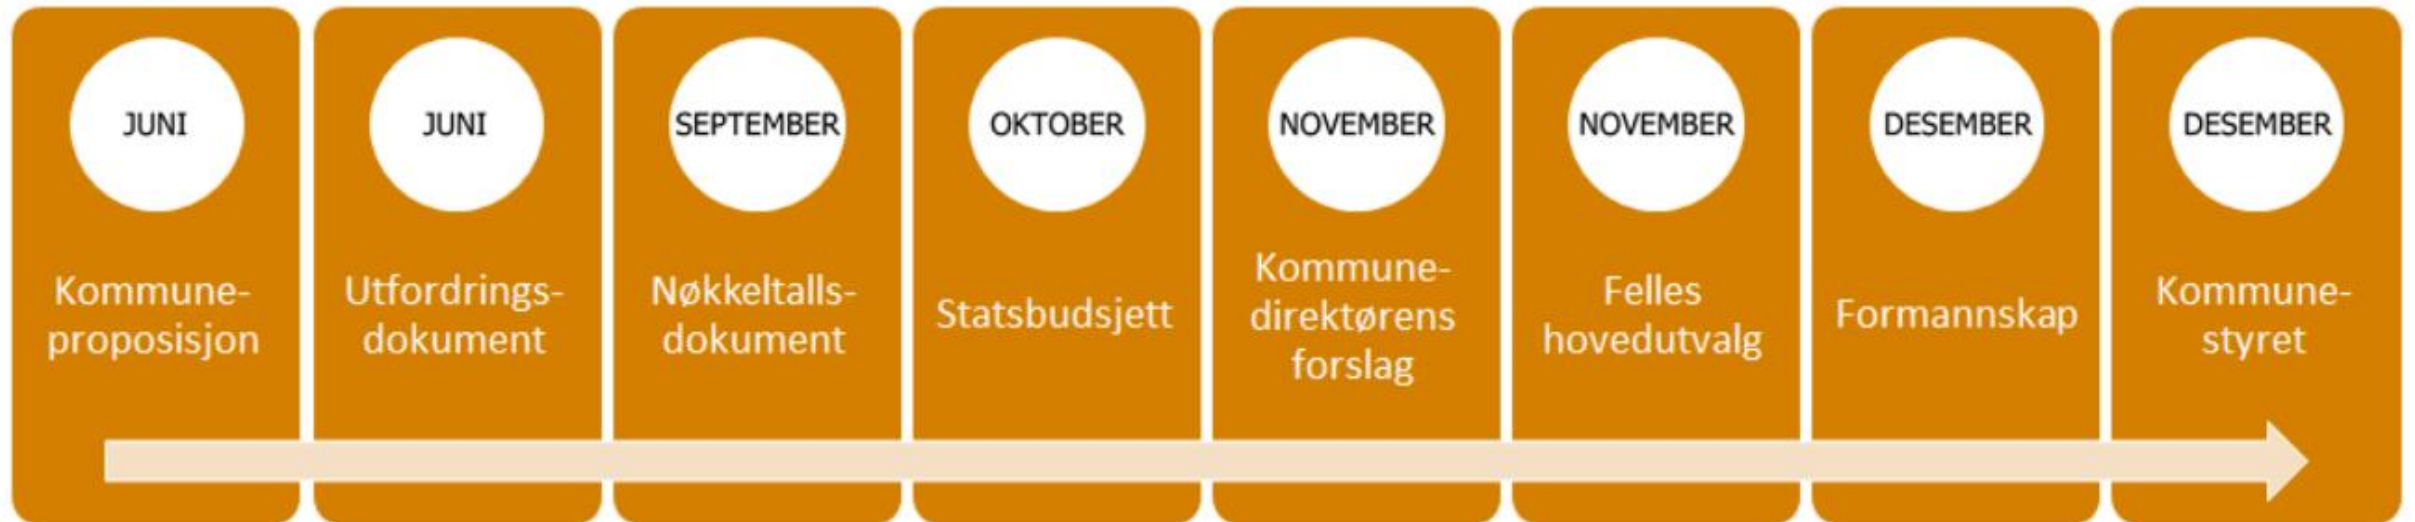 JUNI
Kommune-
proposisjon
JUNI
Utfordrings-
dokument
SEPTEMBER
Nøkkeltalls-
dokument
OKTOBER
Statsbudsjett
NOVEMBER
Kommune-
direktørens
forslag
NOVEMBER
Felles
hovedutvalg
DESEMBER
Formannskap
DESEMBER
Kommune-
styret